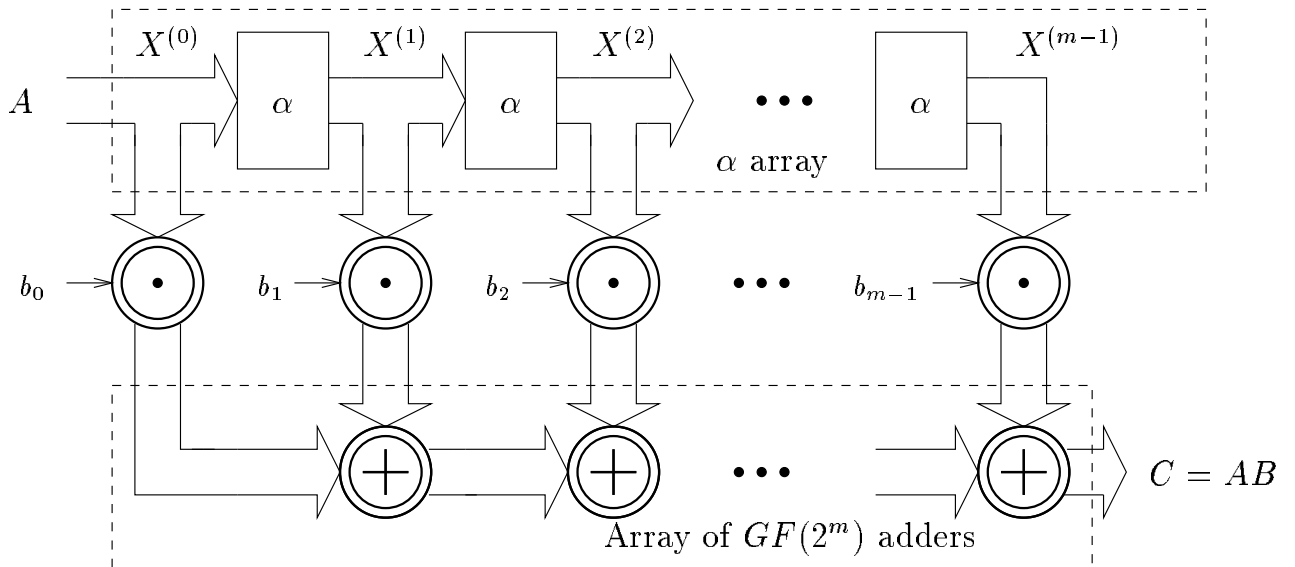 X^{(0)} X^{(1)} X^{(2)} X^{(m−1)}
A α α ••• α
α array
b_0 b_1 b_2 ••• b_{m−1}
••• C = AB
Array of GF(2^m) adders